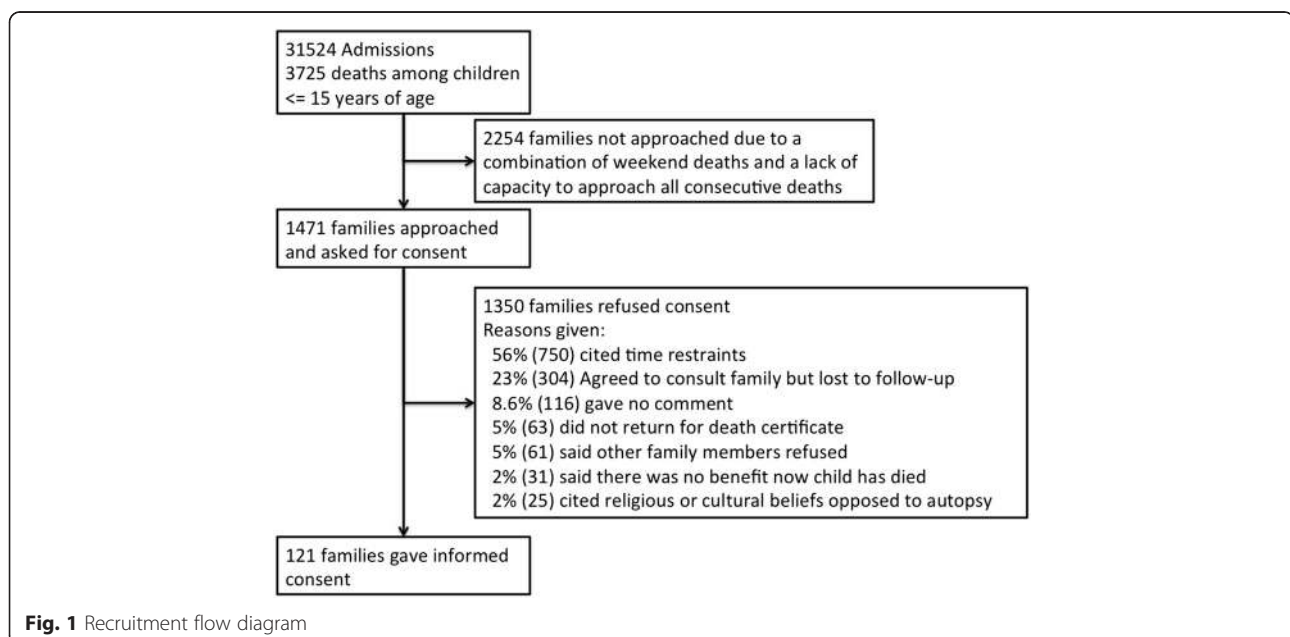 31524 Admissions
3725 deaths among children
<= 15 years of age
2254 families not approached due to a
combination of weekend deaths and a lack of
capacity to approach all consecutive deaths
1471 families approached
and asked for consent
1350 families refused consent
Reasons given:
56% (750) cited time restraints
23% (304) Agreed to consult family but lost to follow-up
8.6% (116) gave no comment
5% (63) did not return for death certificate
5% (61) said other family members refused
2% (31) said there was no benefit now child has died
2% (25) cited religious or cultural beliefs opposed to autopsy
121 families gave informed
consent
Fig. 1 Recruitment flow diagram